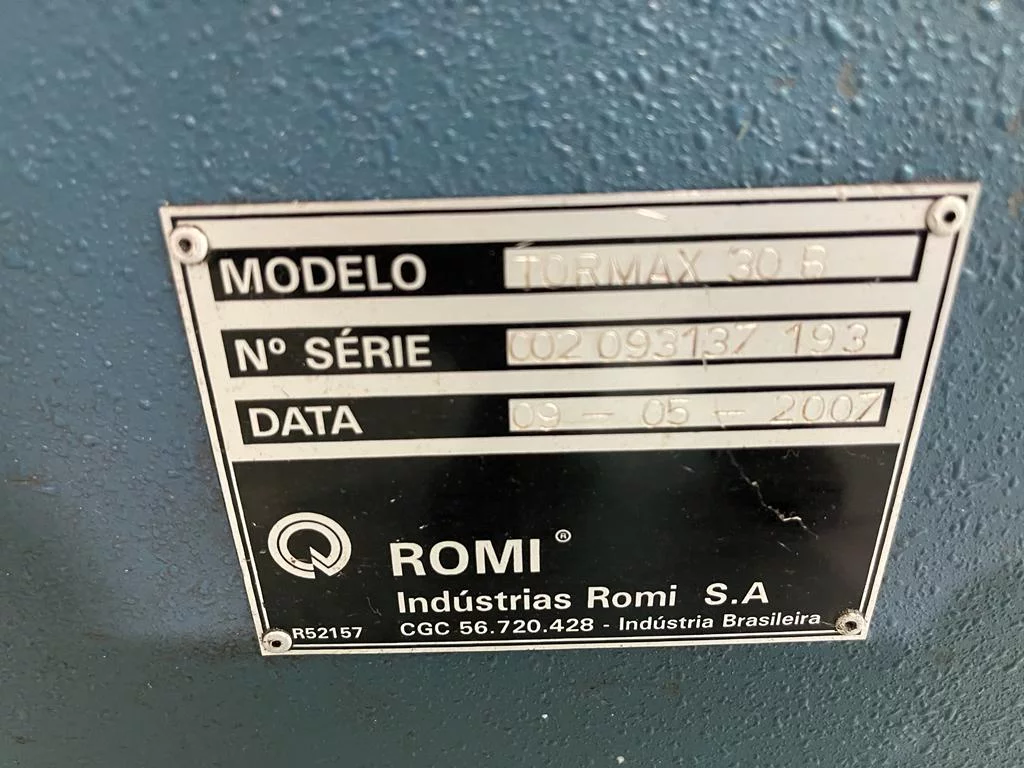 MODELO TORMAX 30 B
Nº SÉRIE 002 093137 193
DATA 09 - 05 - 2007
ROMI ®
Indústrias Romi S.A
R52157 CGC 56.720.428 - Indústria Brasileira